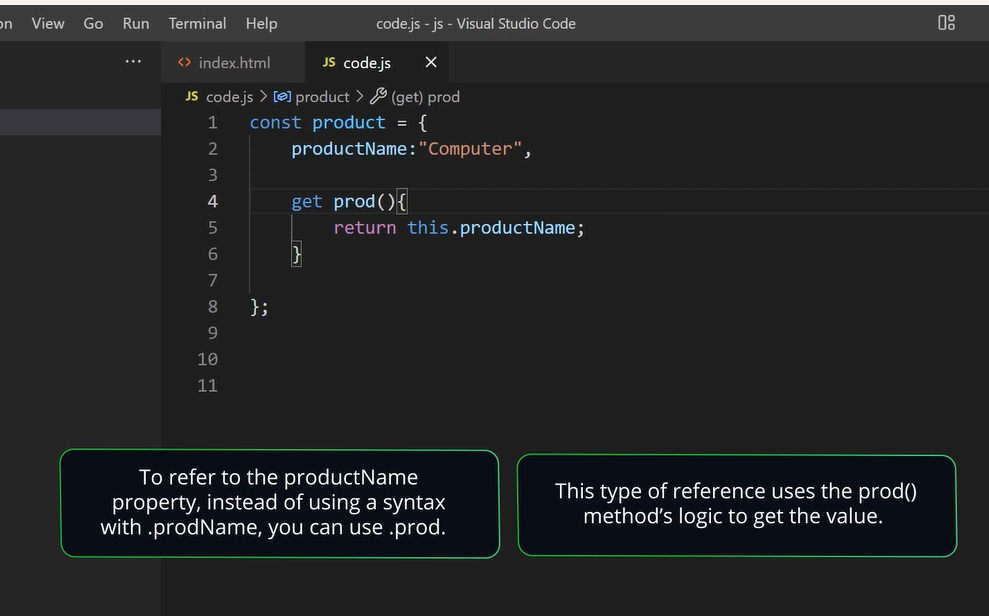 on View Go Run Terminal Help code.js - js - Visual Studio Code
··· <> index.html JS code.js ×
JS code.js > product > (get) prod
1 const product = {
2 productName:"Computer",
3
4 get prod(){
5 return this.productName;
6 }
7
8 };
9
10
11
To refer to the productName
property, instead of using a syntax
with .prodName, you can use .prod.
This type of reference uses the prod()
method’s logic to get the value.